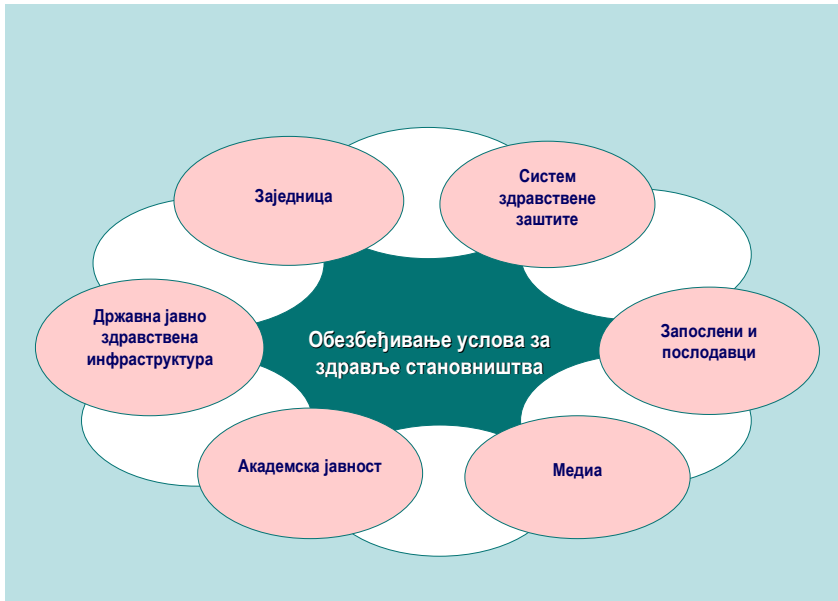 Заједница
Систем
здравствене
заштите
Државна јавно
здравствена
инфраструктура
Обезбеђивање услова за
здравље становништва
Запослени и
послодавци
Академска јавност
Медиа